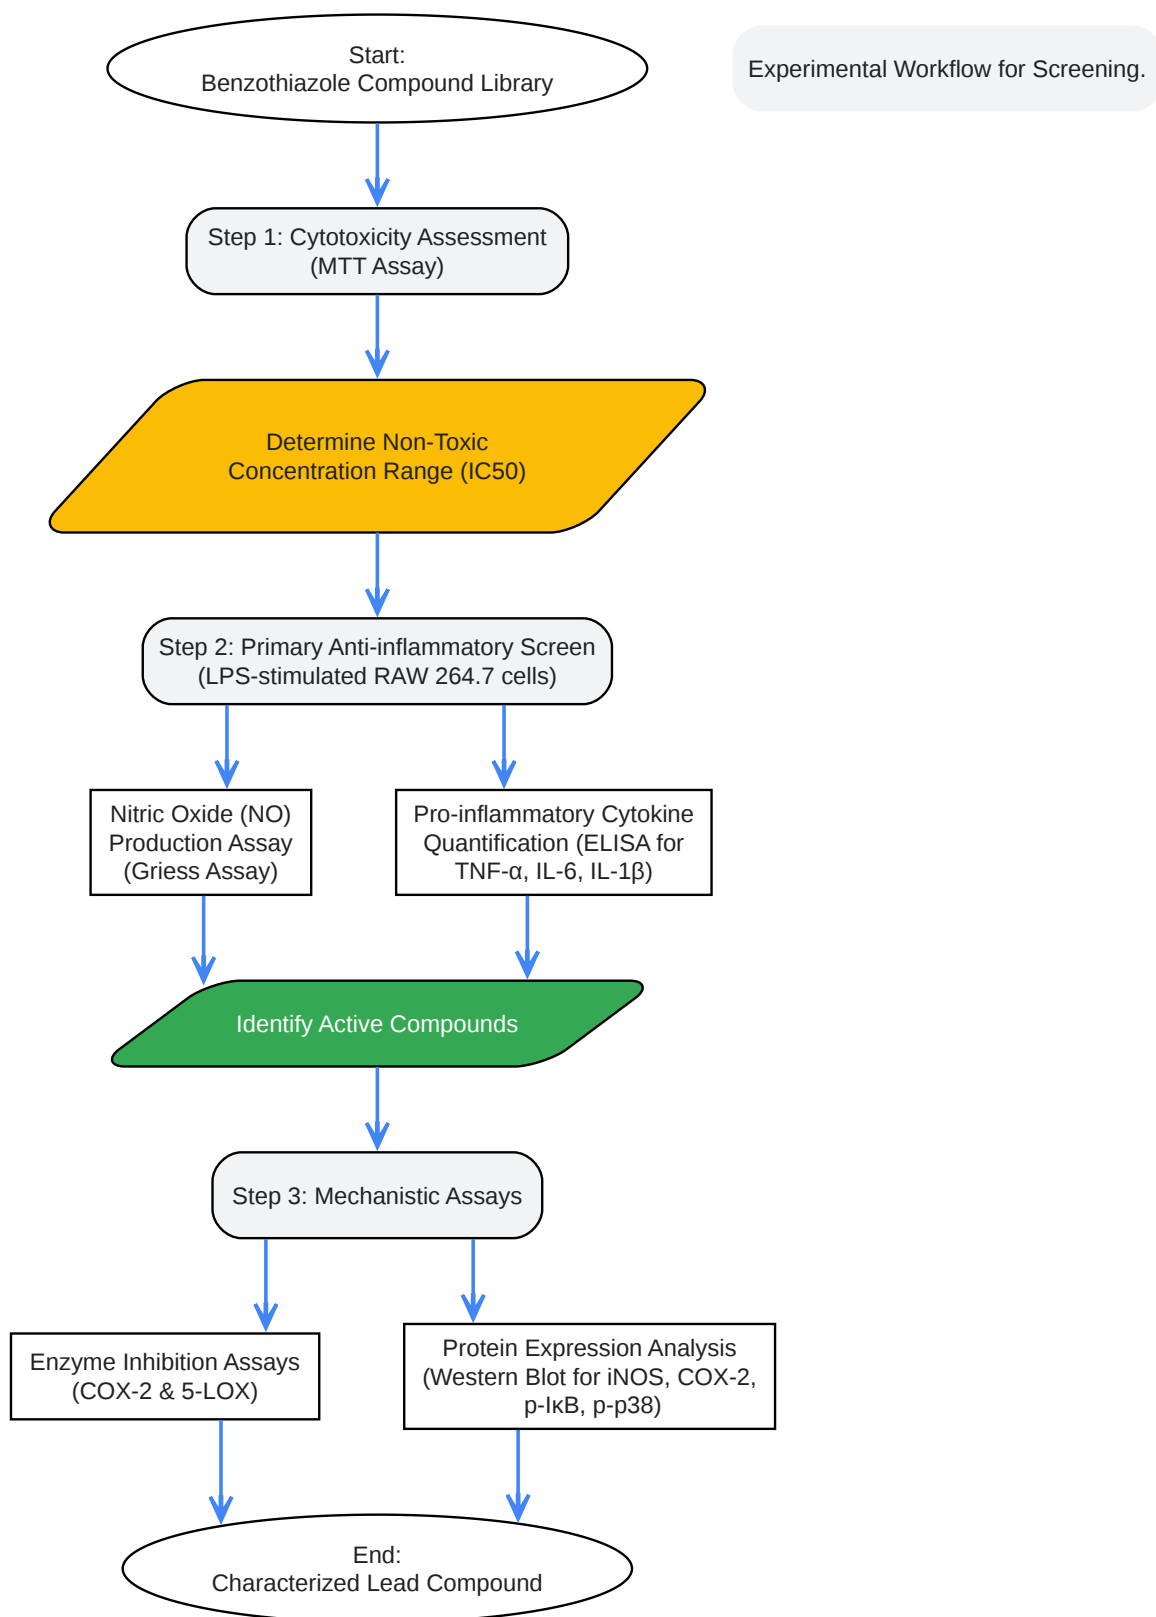 Start:
Benzothiazole Compound Library
Experimental Workflow for Screening.
Step 1: Cytotoxicity Assessment
(MTT Assay)
Determine Non-Toxic
Concentration Range (IC50)
Step 2: Primary Anti-inflammatory Screen
(LPS-stimulated RAW 264.7 cells)
Nitric Oxide (NO)
Production Assay
(Griess Assay)
Pro-inflammatory Cytokine
Quantification (ELISA for
TNF-α, IL-6, IL-1β)
Identify Active Compounds
Step 3: Mechanistic Assays
Enzyme Inhibition Assays
(COX-2 & 5-LOX)
Protein Expression Analysis
(Western Blot for iNOS, COX-2,
p-IκB, p-p38)
End:
Characterized Lead Compound